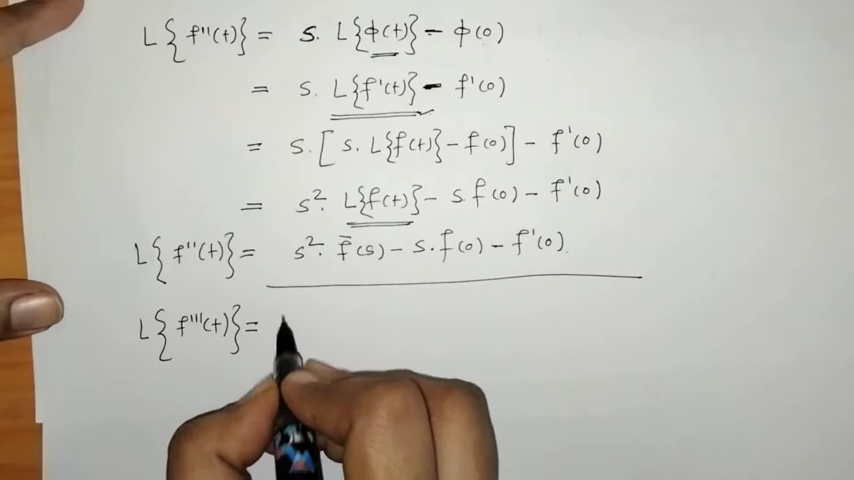 L{f''(t)} = s. L{ϕ(t)} - ϕ(0)
= s. L{f'(t)} - f'(0)
= s.[s. L{f(t)} - f(0)] - f'(0)
= s². L{f(t)} - s f(0) - f'(0)
L{f''(t)} = s². f̄(s) - s. f(0) - f'(0).
L{f'''(t)} =